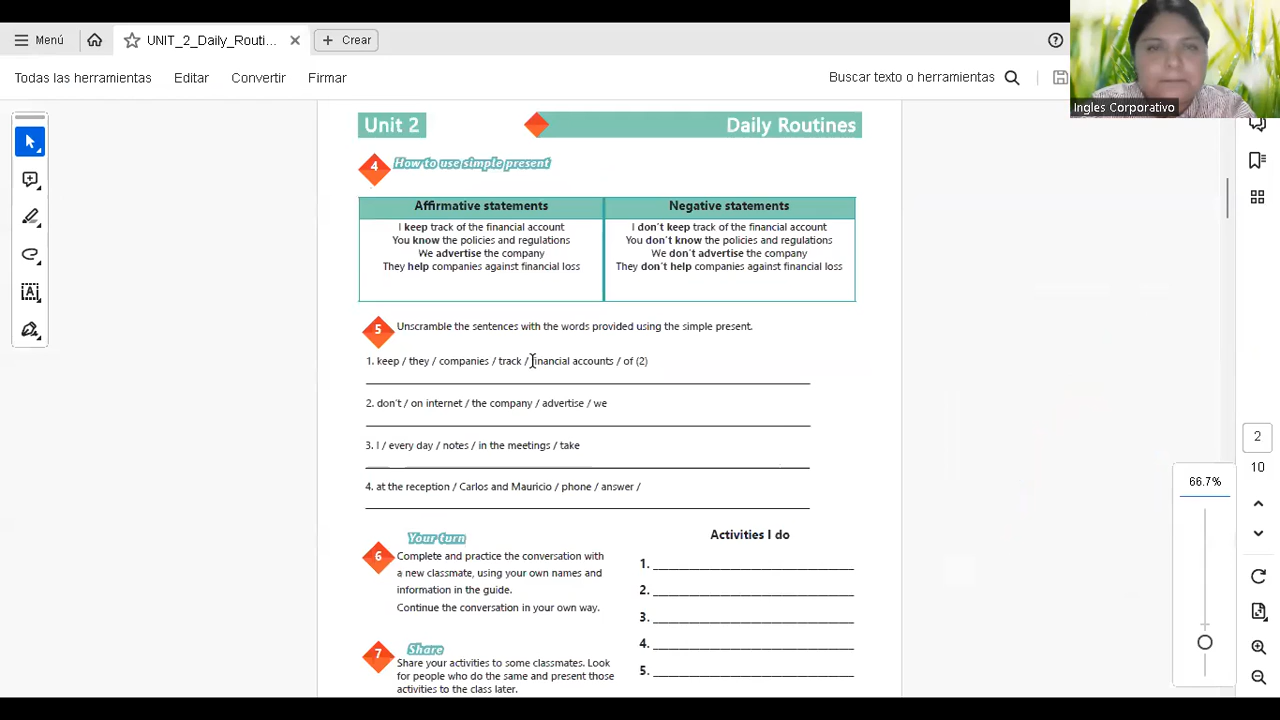 Menú
UNIT_2_Daily_Routi...
Crear
Ingles Corporativo
Todas las herramientas
Editar
Convertir
Firmar
Buscar texto o herramientas
Unit 2
Daily Routines
4
How to use simple present
Affirmative statements
Negative statements
I keep track of the financial account
You know the policies and regulations
We advertise the company
They help companies against financial loss
I don´t keep track of the financial account
You don´t know the policies and regulations
We don´t advertise the company
They don´t help companies against financial loss
5
Unscramble the sentences with the words provided using the simple present.
1. keep / they / companies / track / financial accounts / of (2)
2. don't / on internet / the company / advertise / we
3. I / every day / notes / in the meetings / take
4. at the reception / Carlos and Mauricio / phone / answer /
6
Your turn
Complete and practice the conversation with
a new classmate, using your own names and
information in the guide.
Continue the conversation in your own way.
Activities I do
1.
2.
3.
4.
5.
7
Share
Share your activities to some classmates. Look
for people who do the same and present those
activities to the class later.
2
10
66.7%